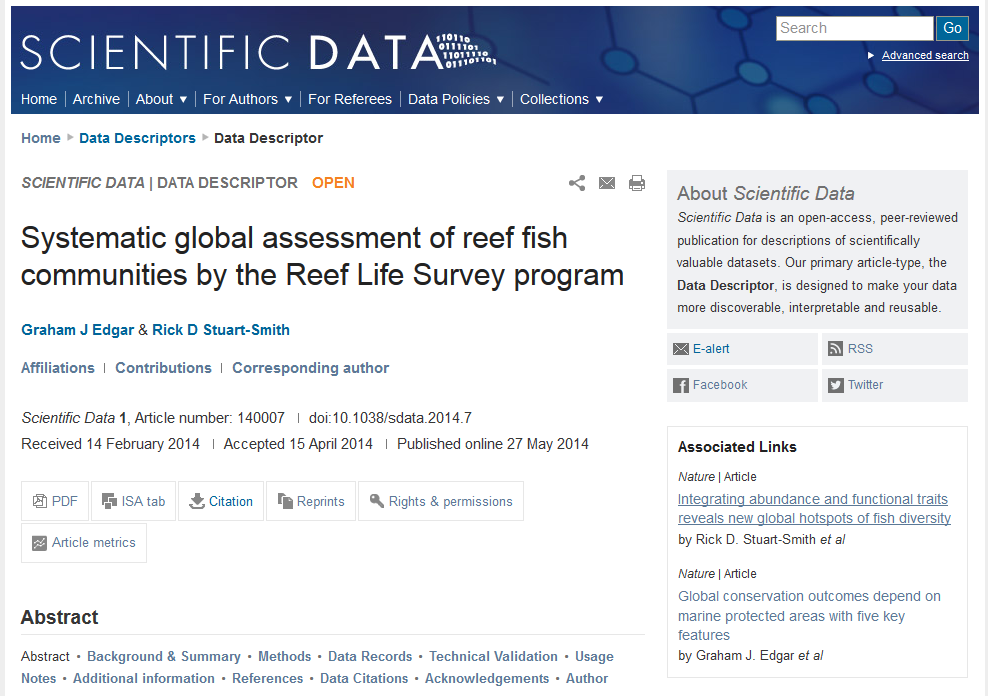 SCIENTIFIC DATA
10110
0111101
11011110
011101101
Search
Go
Advanced search
Home
Archive
About
For Authors
For Referees
Data Policies
Collections
Home
Data Descriptors
Data Descriptor
SCIENTIFIC DATA | DATA DESCRIPTOR OPEN
Systematic global assessment of reef fish
communities by the Reef Life Survey program
Graham J Edgar & Rick D Stuart-Smith
Affiliations | Contributions | Corresponding author
Scientific Data 1, Article number: 140007 | doi:10.1038/sdata.2014.7
Received 14 February 2014 | Accepted 15 April 2014 | Published online 27 May 2014
PDF
ISA tab
Citation
Reprints
Rights & permissions
Article metrics
Abstract
Abstract • Background & Summary • Methods • Data Records • Technical Validation • Usage
Notes • Additional information • References • Data Citations • Acknowledgements • Author
About Scientific Data
Scientific Data is an open-access, peer-reviewed
publication for descriptions of scientifically
valuable datasets. Our primary article-type, the
Data Descriptor, is designed to make your data
more discoverable, interpretable and reusable.
E-alert
RSS
Facebook
Twitter
Associated Links
Nature | Article
Integrating abundance and functional traits
reveals new global hotspots of fish diversity
by Rick D. Stuart-Smith et al
Nature | Article
Global conservation outcomes depend on
marine protected areas with five key
features
by Graham J. Edgar et al